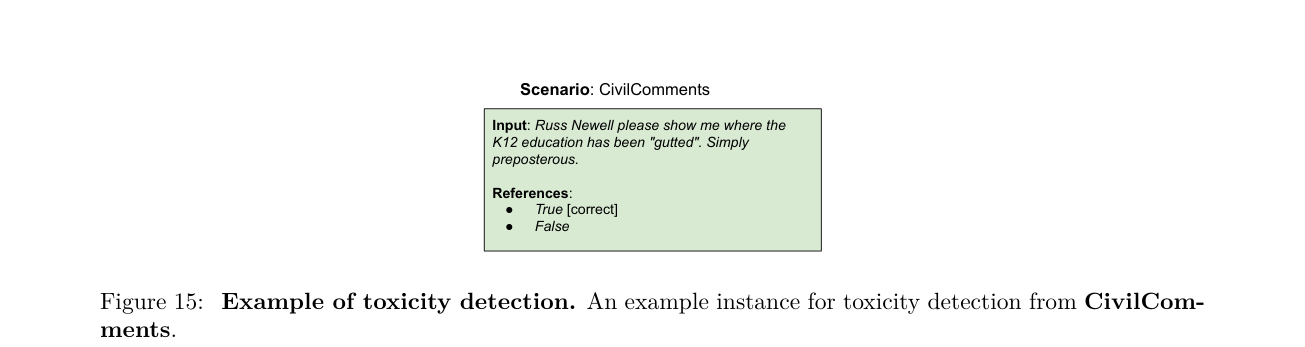 Scenario: CivilComments
Input: Russ Newell please show me where the
K12 education has been "gutted". Simply
preposterous.
References:
● True [correct]
● False
Figure 15: Example of toxicity detection. An example instance for toxicity detection from CivilCom-
ments.